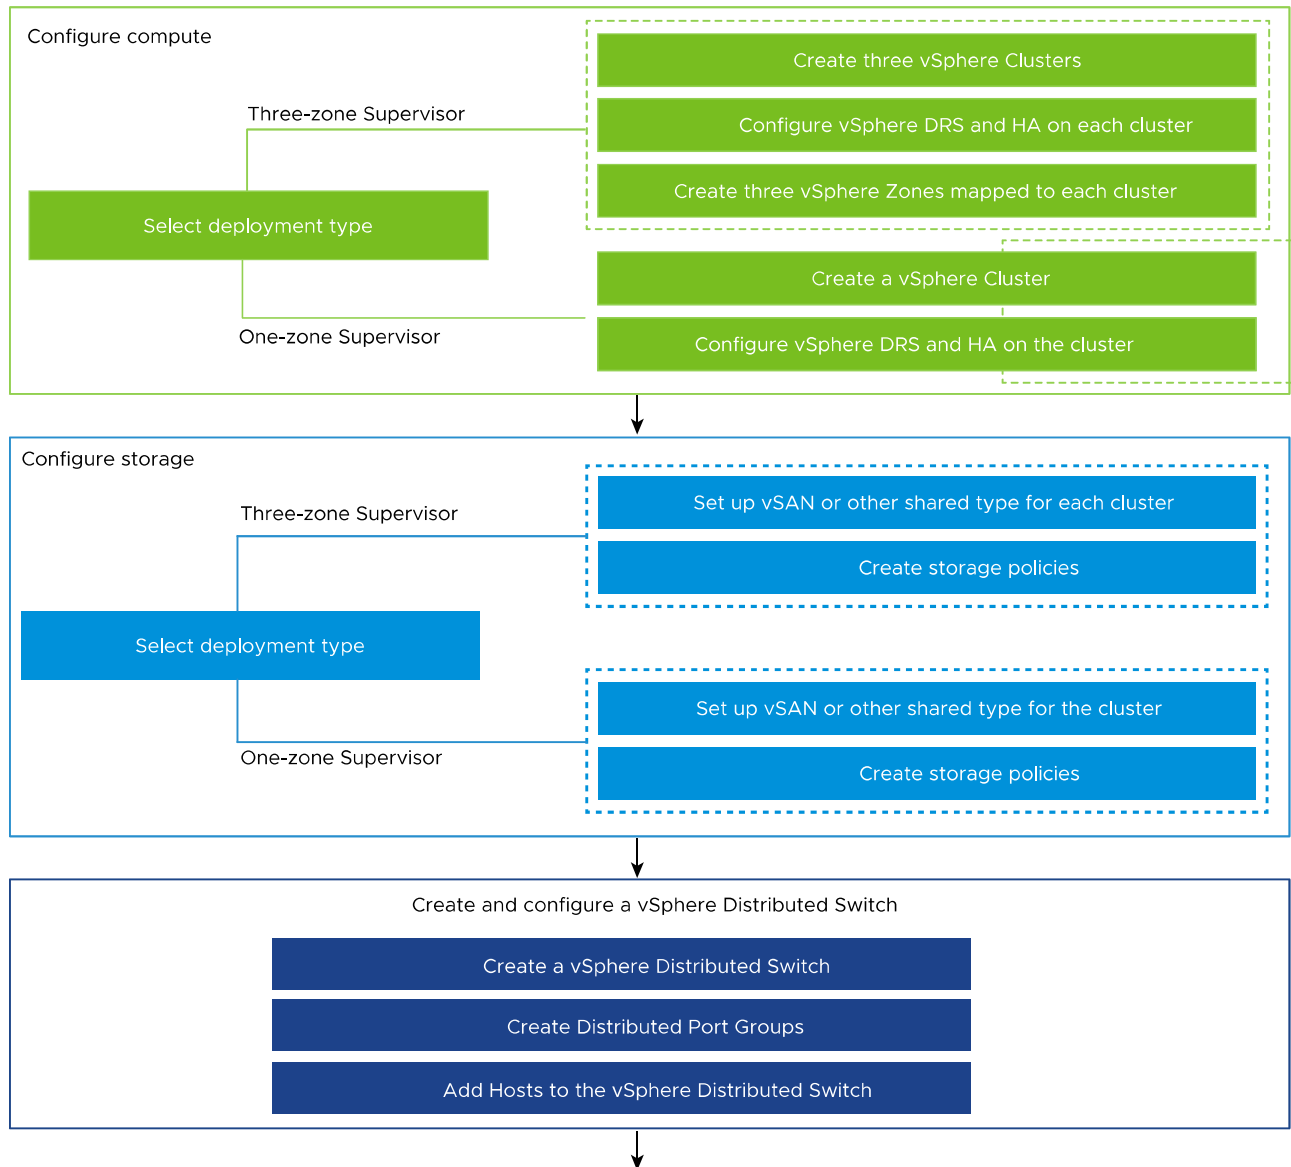 Configure compute
Create three vSphere Clusters
Three-zone Supervisor
Configure vSphere DRS and HA on each cluster
Create three vSphere Zones mapped to each cluster
Select deployment type
Create a vSphere Cluster
One-zone Supervisor
Configure vSphere DRS and HA on the cluster
Configure storage
Set up vSAN or other shared type for each cluster
Three-zone Supervisor
Create storage policies
Select deployment type
Set up vSAN or other shared type for the cluster
One-zone Supervisor
Create storage policies
Create and configure a vSphere Distributed Switch
Create a vSphere Distributed Switch
Create Distributed Port Groups
Add Hosts to the vSphere Distributed Switch